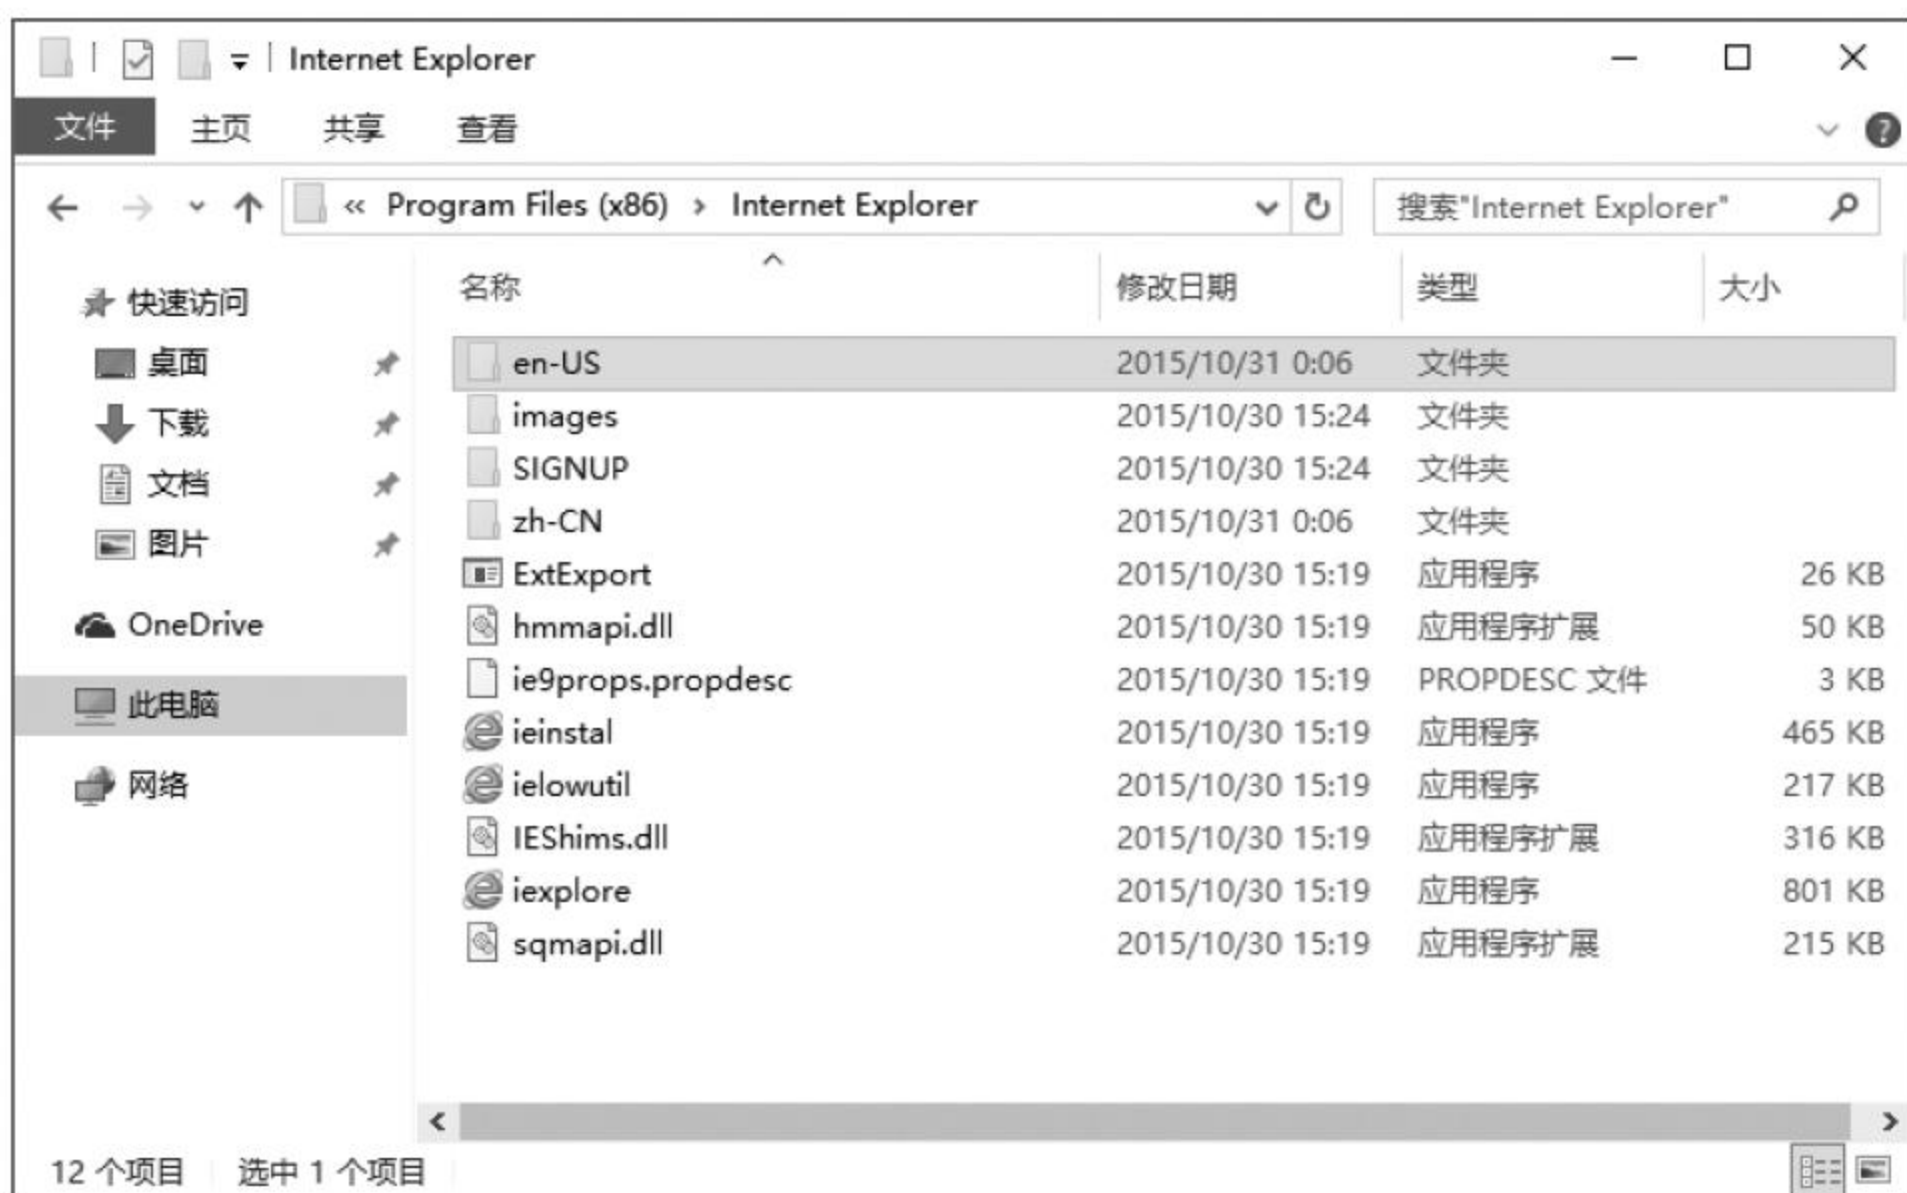 Internet Explorer
文件 主页 共享 查看
« Program Files (x86) › Internet Explorer 搜索"Internet Explorer"
快速访问
桌面
下载
文档
图片
OneDrive
此电脑
网络
名称 修改日期 类型 大小
en-US 2015/10/31 0:06 文件夹
images 2015/10/30 15:24 文件夹
SIGNUP 2015/10/30 15:24 文件夹
zh-CN 2015/10/31 0:06 文件夹
ExtExport 2015/10/30 15:19 应用程序 26 KB
hmmapi.dll 2015/10/30 15:19 应用程序扩展 50 KB
ie9props.propdesc 2015/10/30 15:19 PROPDESC 文件 3 KB
ieinstal 2015/10/30 15:19 应用程序 465 KB
ielowutil 2015/10/30 15:19 应用程序 217 KB
IEShims.dll 2015/10/30 15:19 应用程序扩展 316 KB
iexplore 2015/10/30 15:19 应用程序 801 KB
sqmapi.dll 2015/10/30 15:19 应用程序扩展 215 KB
12 个项目 选中 1 个项目